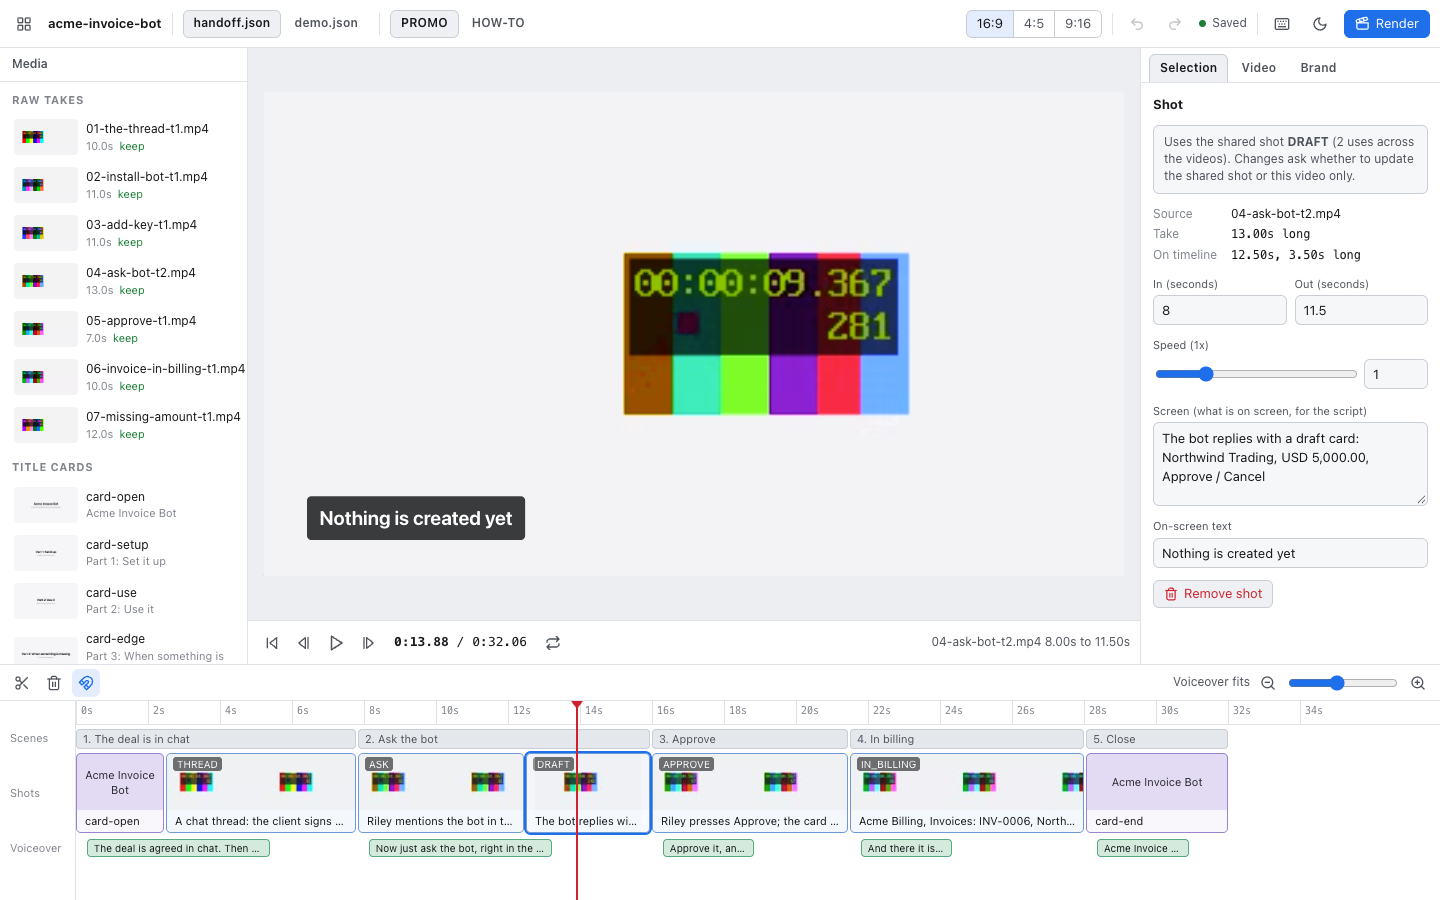 acme-invoice-bot
handoff.json
demo.json
PROMO
HOW-TO
16:9
4:5
9:16
Saved
Render
Media
RAW TAKES
01-the-thread-t1.mp4
10.0s keep
02-install-bot-t1.mp4
11.0s keep
03-add-key-t1.mp4
11.0s keep
04-ask-bot-t2.mp4
13.0s keep
05-approve-t1.mp4
7.0s keep
06-invoice-in-billing-t1.mp4
10.0s keep
07-missing-amount-t1.mp4
12.0s keep
TITLE CARDS
card-open
Acme Invoice Bot
card-setup
Part 1: Set it up
card-use
Part 2: Use it
card-edge
Part 3: When something is
00:00:09.367
281
Nothing is created yet
0:13.88 / 0:32.06
04-ask-bot-t2.mp4 8.00s to 11.50s
Selection
Video
Brand
Shot
Uses the shared shot DRAFT (2 uses across
the videos). Changes ask whether to update
the shared shot or this video only.
Source 04-ask-bot-t2.mp4
Take 13.00s long
On timeline 12.50s, 3.50s long
In (seconds)
Out (seconds)
8
11.5
Speed (1x)
1
Screen (what is on screen, for the script)
The bot replies with a draft card:
Northwind Trading, USD 5,000.00,
Approve / Cancel
On-screen text
Nothing is created yet
Remove shot
Voiceover fits
0s 2s 4s 6s 8s 10s 12s 14s 16s 18s 20s 22s 24s 26s 28s 30s 32s 34s
Scenes
1. The deal is in chat
2. Ask the bot
3. Approve
4. In billing
5. Close
Shots
Acme Invoice
Bot
card-open
THREAD
A chat thread: the client signs ...
ASK
Riley mentions the bot in t...
DRAFT
The bot replies wi...
APPROVE
Riley presses Approve; the card ...
IN_BILLING
Acme Billing, Invoices: INV-0006, North...
Acme Invoice Bot
card-end
Voiceover
The deal is agreed in chat. Then ...
Now just ask the bot, right in the ...
Approve it, an...
And there it is...
Acme Invoice ...